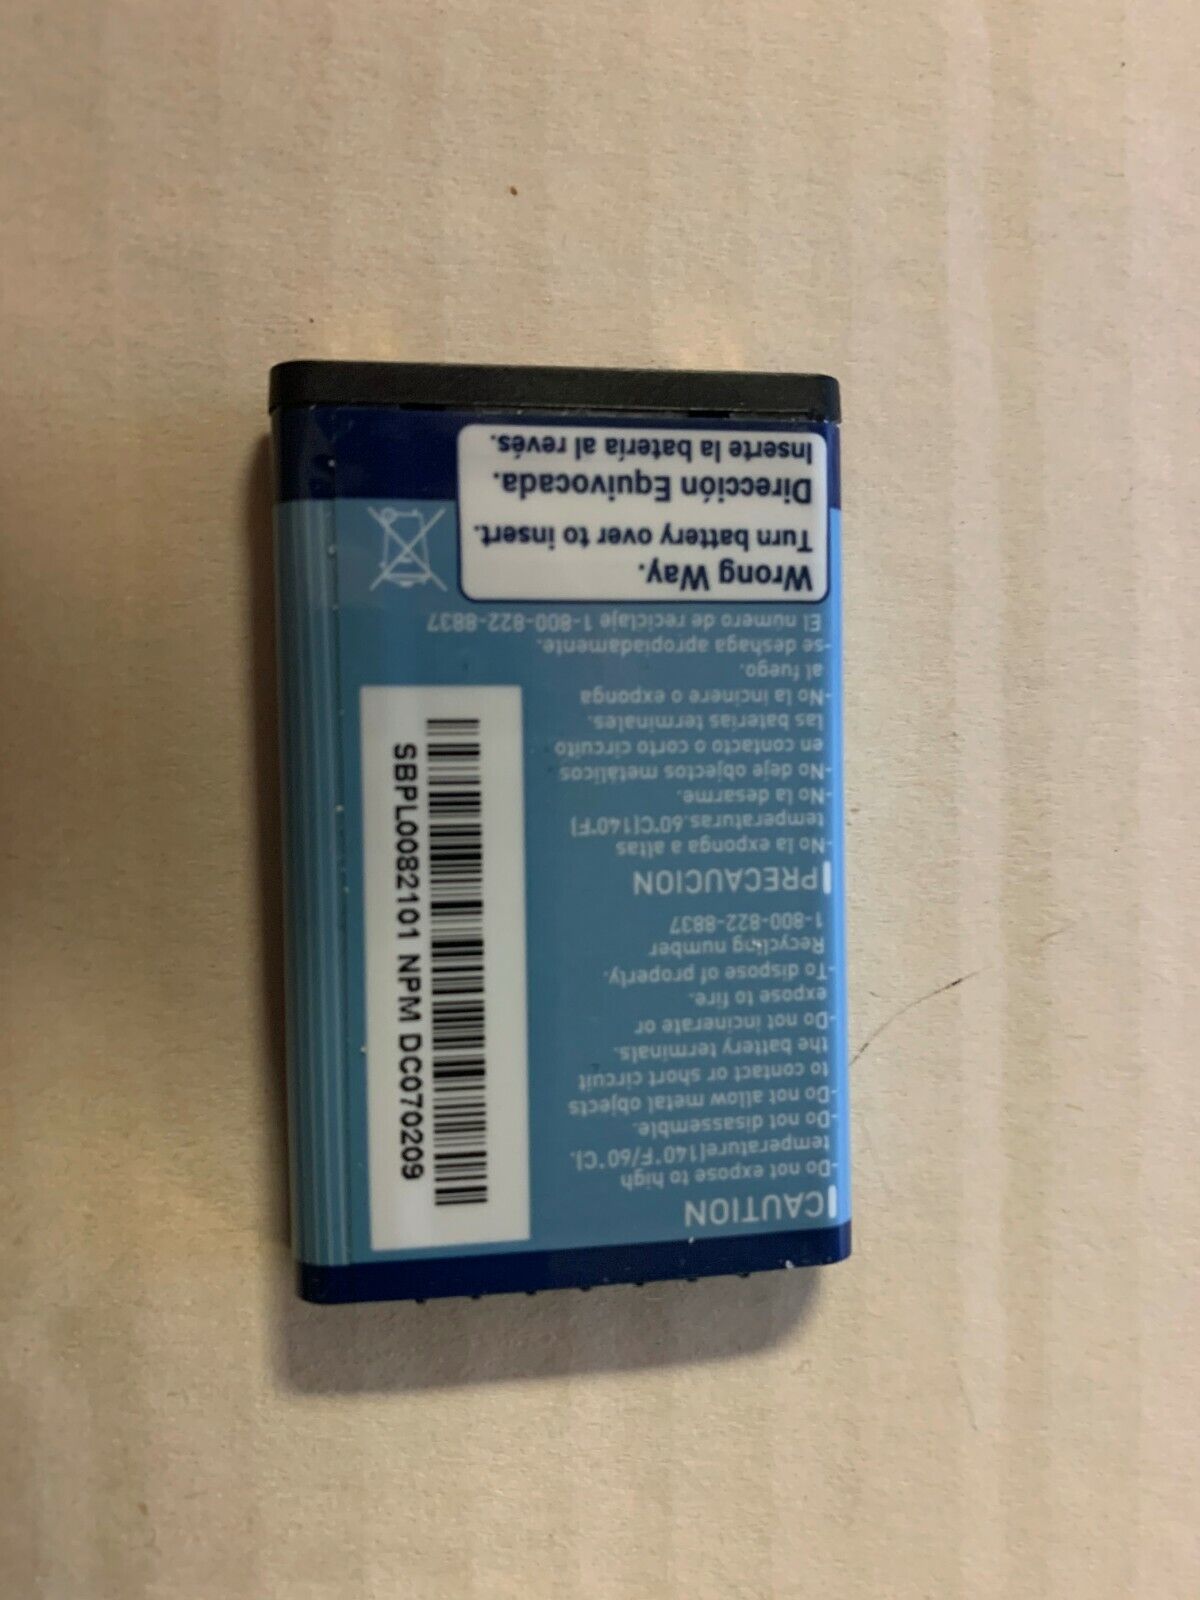 CAUTION
-Do not expose to high
temperature(140°F/60°C).
-Do not disassemble.
-Do not allow metal objects
to contact or short circuit
the battery terminals.
-Do not incinerate or
expose to fire.
-To dispose of properly.
Recycling number
1-800-822-8837
PRECAUCION
-No la exponga a altas
temperaturas.60°C(140°F)
-No la desarme.
-No deje objectos metálicos
en contacto o corto circuito
las baterias terminales.
-No la incinere o exponga
al fuego.
-se deshaga apropiadamente.
El numero de reciclaje 1-800-822-8837
Wrong Way.
Turn battery over to insert.
Dirección Equivocada.
Inserte la batería al revés.
SBPL0082101 NPM DC070209